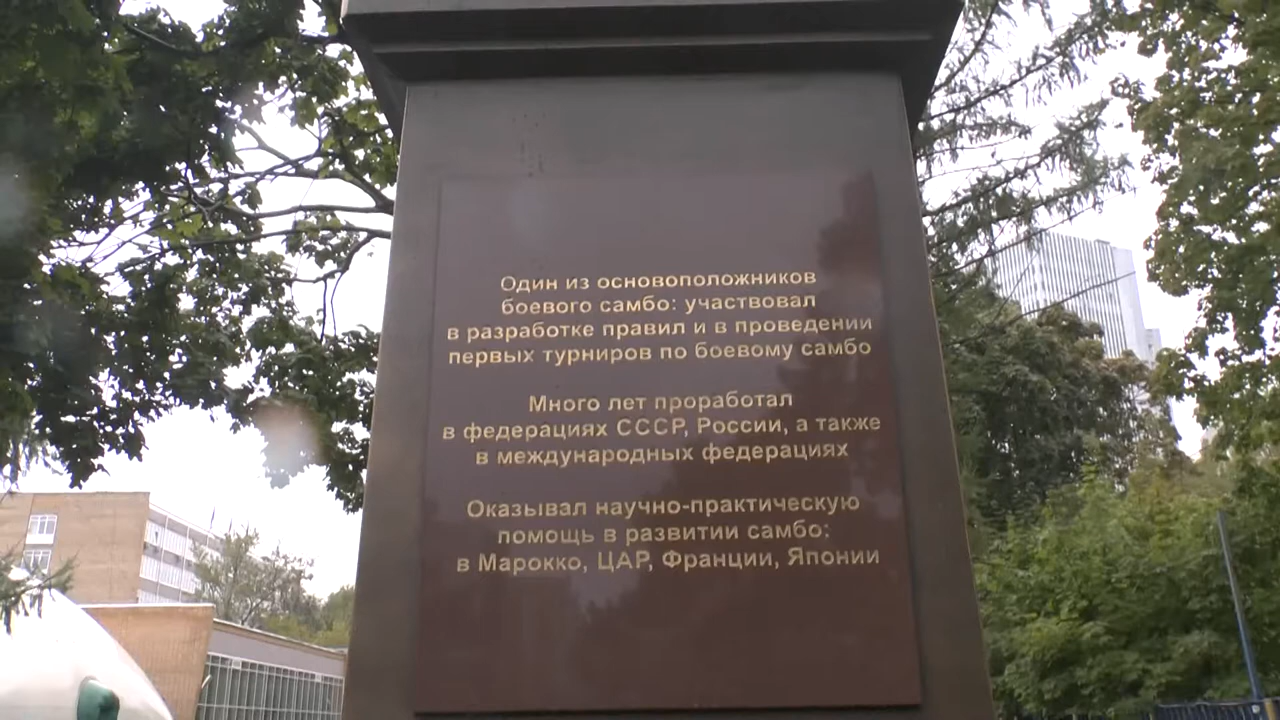 Один из основоположников
боевого самбо: участвовал
в разработке правил и в проведении
первых турниров по боевому самбо
Много лет проработал
в федерациях СССР, России, а также
в международных федерациях
Оказывал научно-практическую
помощь в развитии самбо:
в Марокко, ЦАР, Франции, Японии